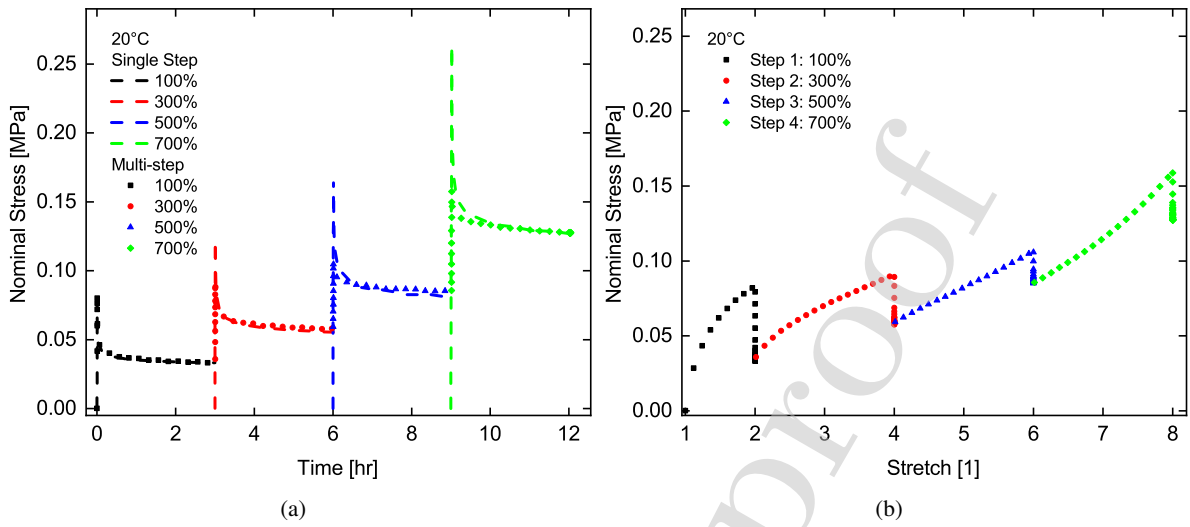 20°C
Single Step
100%
300%
500%
700%
Multi-step
100%
300%
500%
700%
0.25
0.20
0.15
0.10
0.05
0.00
Nominal Stress [MPa]
0 2 4 6 8 10 12
Time [hr]
(a)
20°C
Step 1: 100%
Step 2: 300%
Step 3: 500%
Step 4: 700%
0.25
0.20
0.15
0.10
0.05
0.00
Nominal Stress [MPa]
1 2 3 4 5 6 7 8
Stretch [1]
(b)
proof